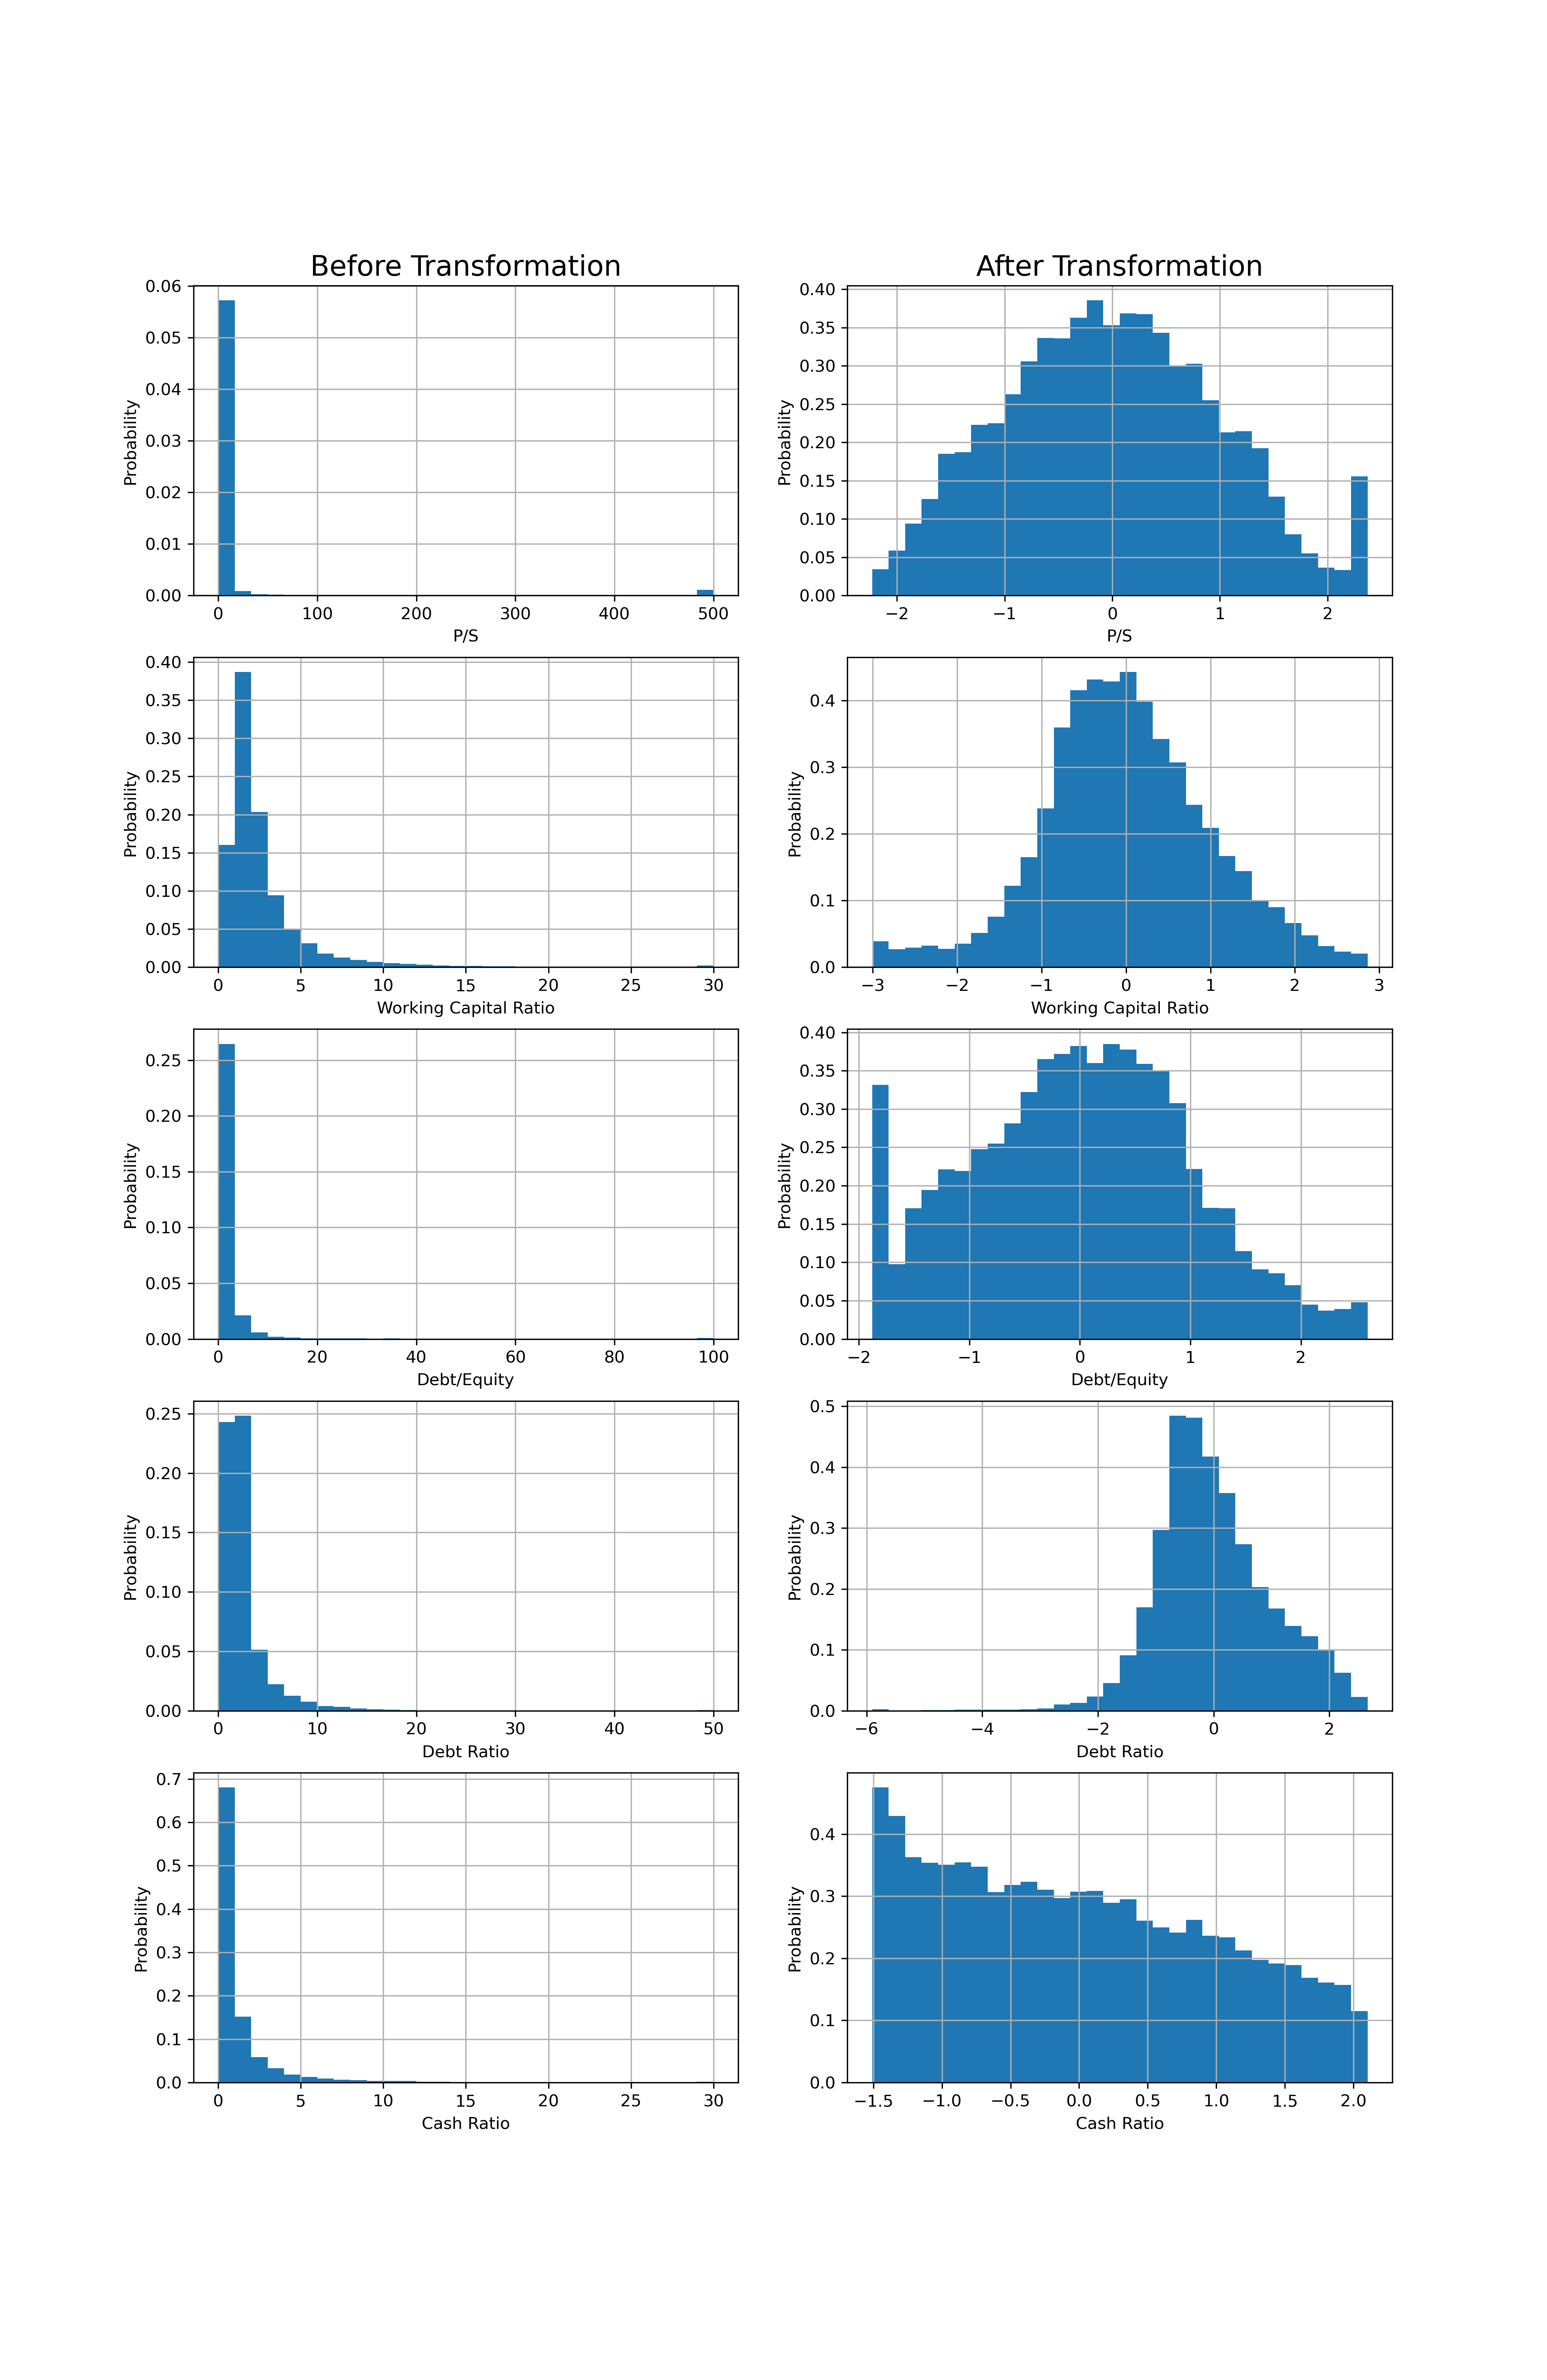 Before Transformation
After Transformation
0.06
0.05
0.04
0.03
0.02
0.01
0.00
Probability
0 100 200 300 400 500
P/S
0.40
0.35
0.30
0.25
0.20
0.15
0.10
0.05
0.00
Probability
−2 −1 0 1 2
P/S
0.40
0.35
0.30
0.25
0.20
0.15
0.10
0.05
0.00
Probability
0 5 10 15 20 25 30
Working Capital Ratio
0.4
0.3
0.2
0.1
0.0
Probability
−3 −2 −1 0 1 2 3
Working Capital Ratio
0.25
0.20
0.15
0.10
0.05
0.00
Probability
0 20 40 60 80 100
Debt/Equity
0.40
0.35
0.30
0.25
0.20
0.15
0.10
0.05
0.00
Probability
−2 −1 0 1 2
Debt/Equity
0.25
0.20
0.15
0.10
0.05
0.00
Probability
0 10 20 30 40 50
Debt Ratio
0.5
0.4
0.3
0.2
0.1
0.0
Probability
−6 −4 −2 0 2
Debt Ratio
0.7
0.6
0.5
0.4
0.3
0.2
0.1
0.0
Probability
0 5 10 15 20 25 30
Cash Ratio
0.4
0.3
0.2
0.1
0.0
Probability
−1.5 −1.0 −0.5 0.0 0.5 1.0 1.5 2.0
Cash Ratio